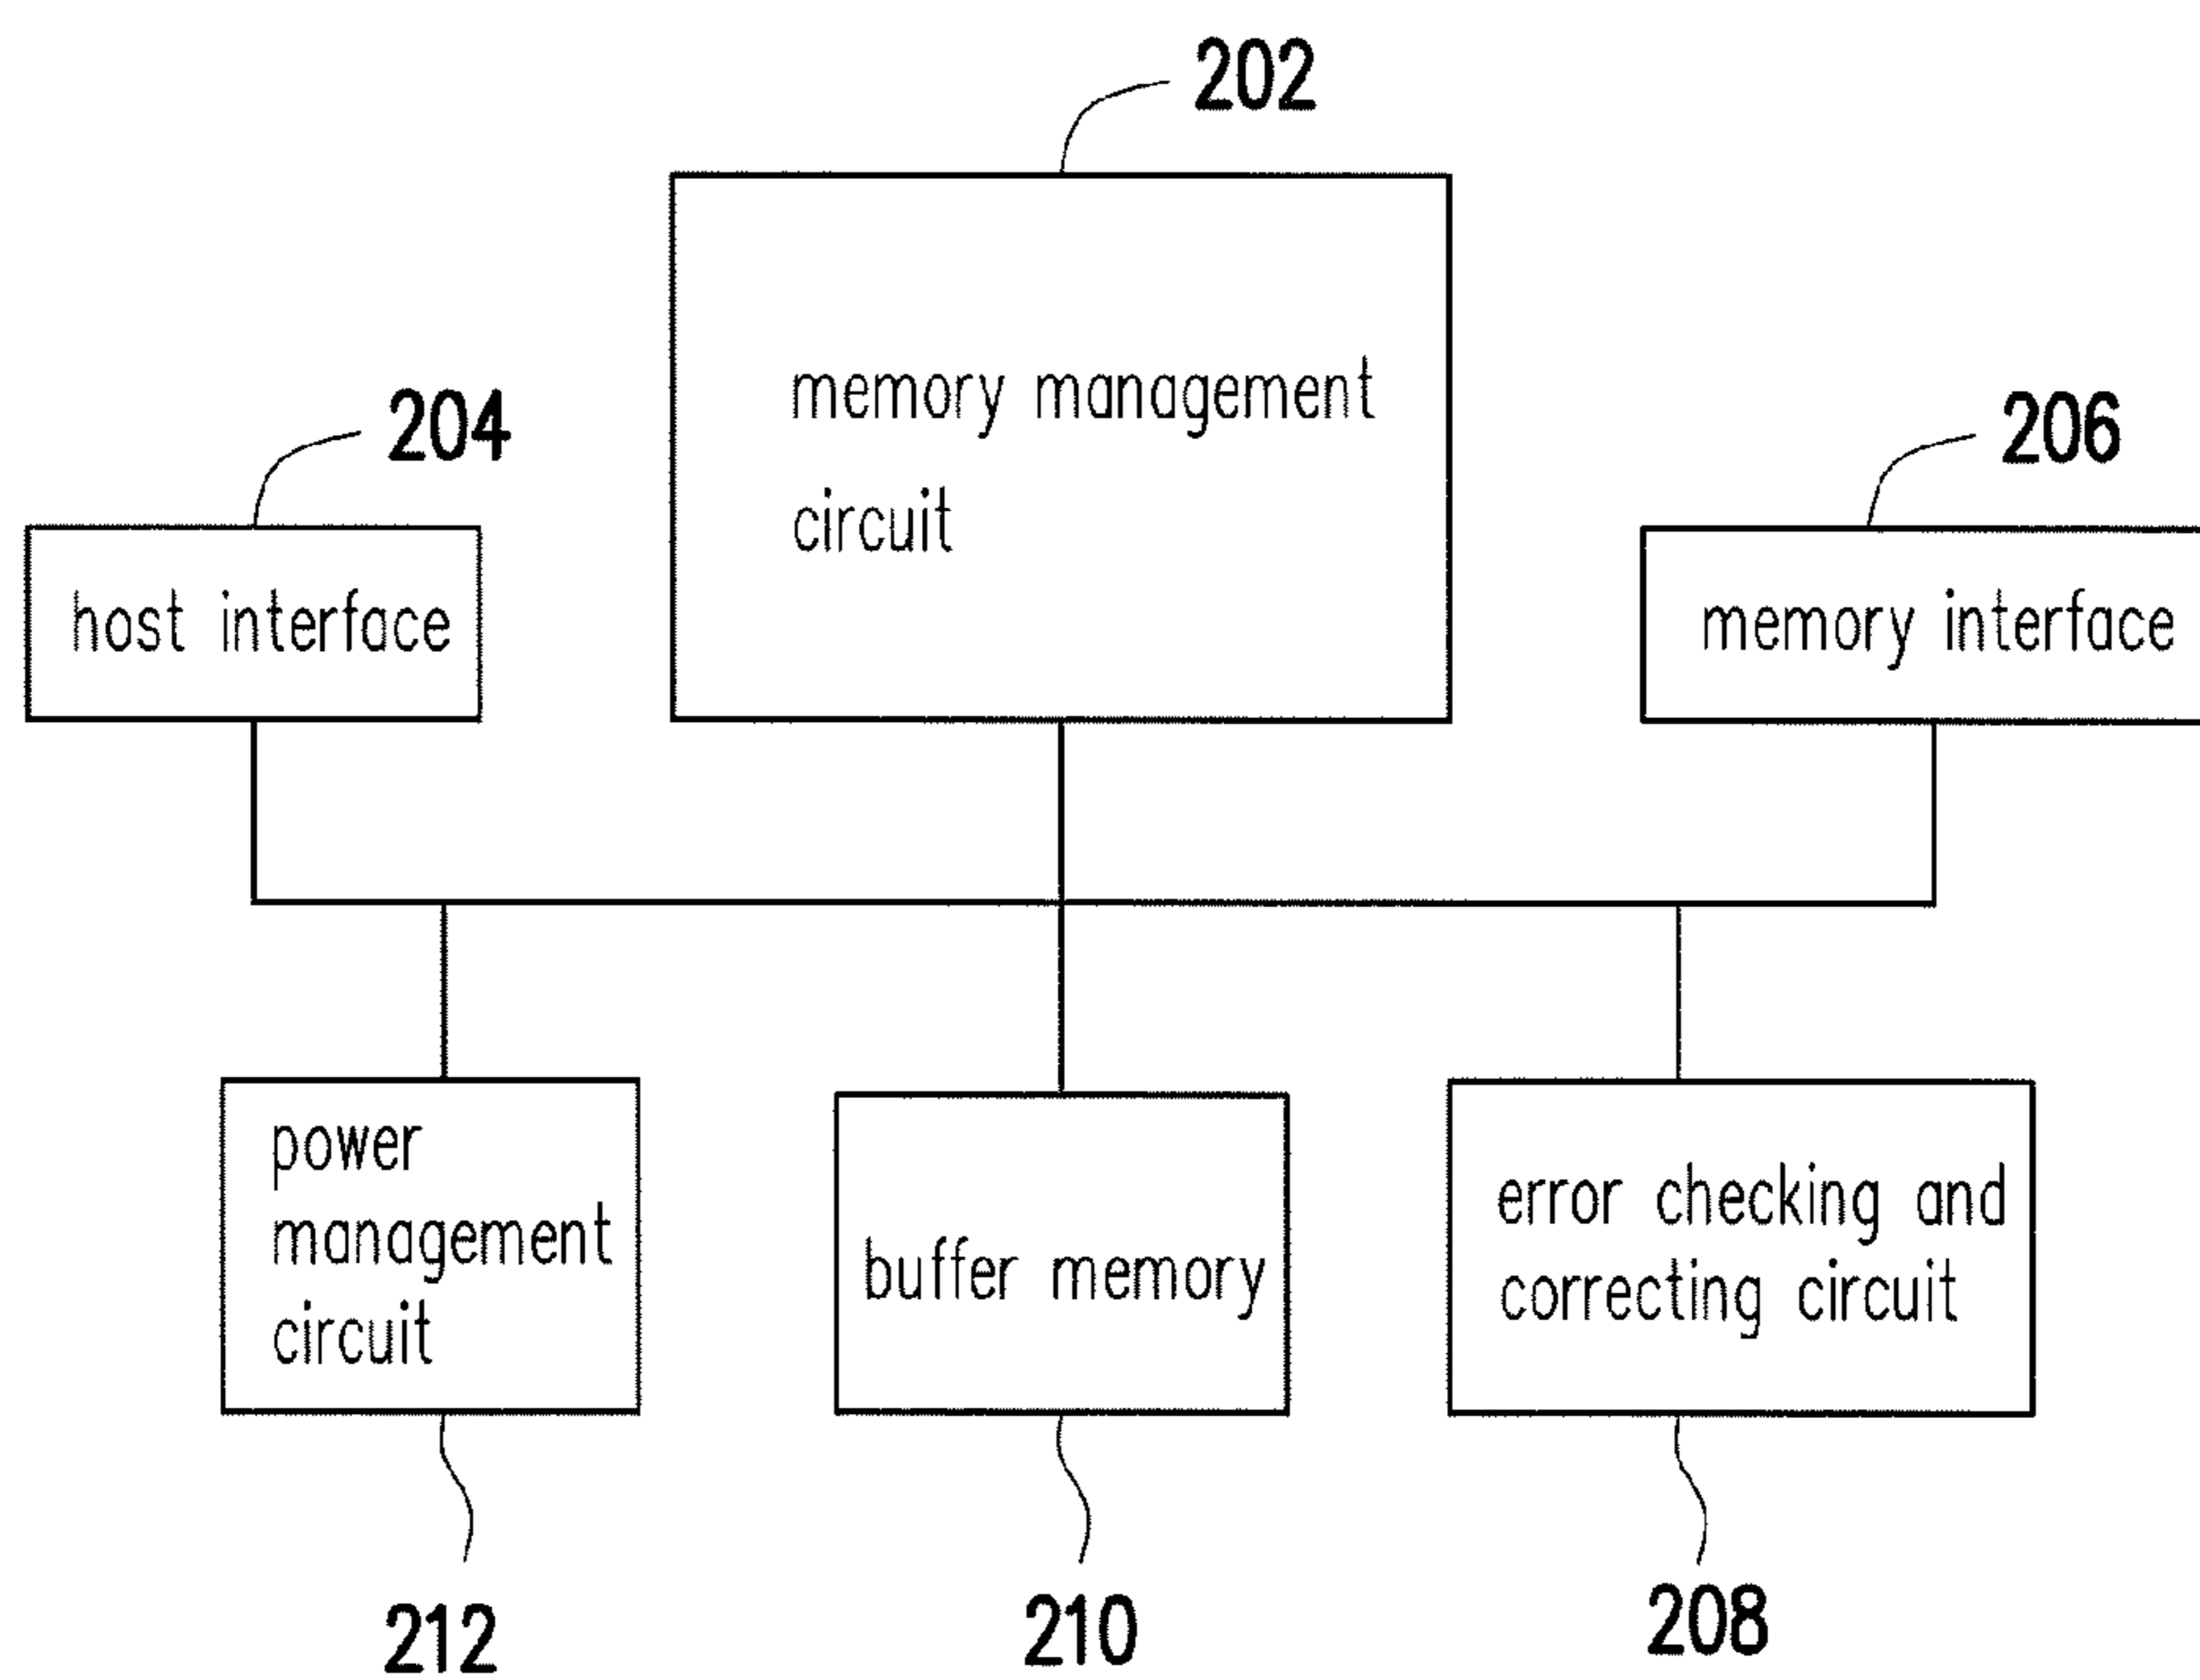 202
memory management
circuit
204
host interface
206
memory interface
power
management
circuit
212
buffer memory
210
error checking and
correcting circuit
208